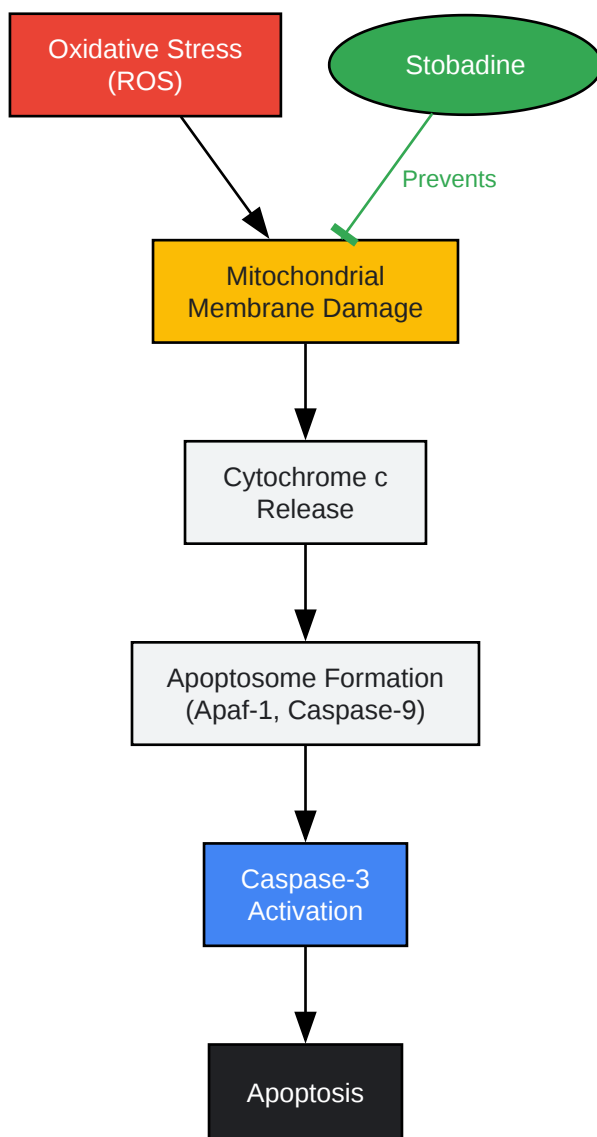 Oxidative Stress
(ROS)
Stobadine
Prevents
Mitochondrial
Membrane Damage
Cytochrome c
Release
Apoptosome Formation
(Apaf-1, Caspase-9)
Caspase-3
Activation
Apoptosis